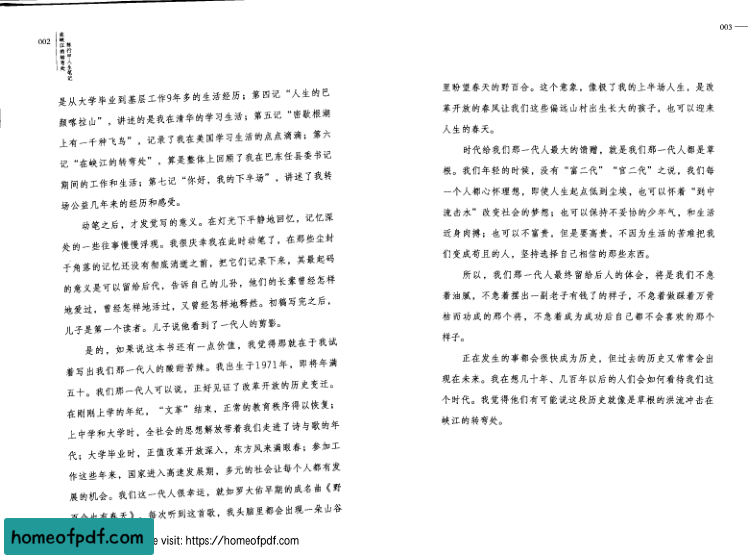 002
在峡江的转弯处
陈行甲人生笔记
是从大学毕业到基层工作9年多的生活经历；第四记“人生的巴
颜喀拉山”，讲述的是我在清华的学习生活；第五记“密歇根湖
上有一千种飞鸟”，记录了我在美国学习生活的点点滴滴；第六
记“在峡江的转弯处”，算是整体上回顾了我在巴东任县委书记
期间的工作和生活；第七记“你好，我的下半场”，讲述了我转
场公益几年来的经历和感受。
动笔之后，才发觉写的意义。在灯光下平静地回忆，记忆深
处的一些往事慢慢浮现。我很庆幸我在此时动笔了，在那些尘封
于角落的记忆还没有彻底消逝之前，把它们记录下来，其最起码
的意义是可以留给后代，告诉自己的儿孙，他们的长辈曾经怎样
地爱过，曾经怎样地活过，又曾经怎样地释然。初稿写完之后，
儿子是第一个读者。儿子说他看到了一代人的剪影。
是的，如果说这本书还有一点价值，我觉得那就在于我试
着写出我们那一代人的酸甜苦辣。我出生于1971年，即将年满
五十。我们那一代人可以说，正好见证了改革开放的历史变迁。
在刚刚上学的年纪，“文革”结束，正常的教育秩序得以恢复；
上中学和大学时，全社会的思想解放带着我们走进了诗与歌的年
代；大学毕业时，正值改革开放深入，东方风来满眼春；参加工
作这些年来，国家进入高速发展期，多元的社会让每个人都有发
展的机会。我们这一代人很幸运，就如罗大佑早期的成名曲《野
百合也有春天》，每次听到这首歌，我头脑里都会出现一朵山谷
003
里盼望春天的野百合。这个意象，像极了我的上半场人生，是改
革开放的春风让我们这些偏远山村出生长大的孩子，也可以迎来
人生的春天。
时代给我们那一代人最大的馈赠，就是我们那一代人都是草
根。我们年轻的时候，没有“富二代”“官二代”之说，我们每
一个人都心怀理想，即使人生起点低到尘埃，也可以怀着“到中
流击水”改变社会的梦想；也可以保持不妥协的少年气，和生活
近身肉搏；也可以不富贵，但是要高贵，不因为生活的苦难把我
们变成苟且的人，坚持选择自己相信的那些东西。
所以，我们那一代人最终留给后人的体会，将是我们不急
着油腻，不急着摆出一副老子有钱了的样子，不急着做踩着万骨
枯而功成的那个将，不急着成为成功后自己都不会喜欢的那个
样子。
正在发生的事都会很快成为历史，但过去的历史又常常会出
现在未来。我在想几十年、几百年以后的人们会如何看待我们这
个时代。我觉得他们有可能说这段历史就像是草根的洪流冲击在
峡江的转弯处。
homeofpdf.com
e visit: https://homeofpdf.com